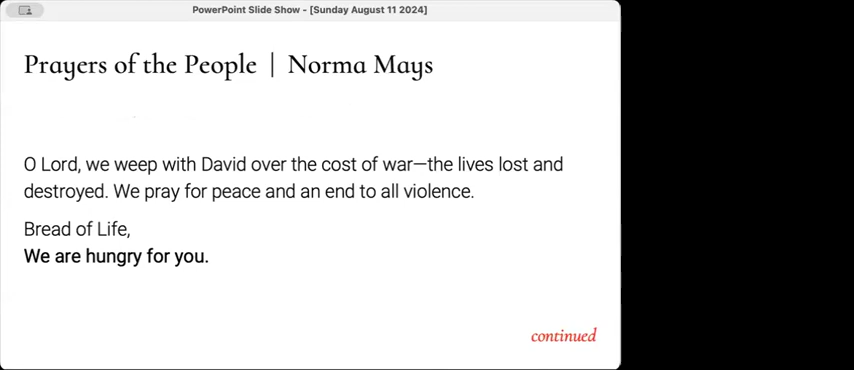 PowerPoint Slide Show - [Sunday August 11 2024]
Prayers of the People | Norma Mays
O Lord, we weep with David over the cost of war—the lives lost and
destroyed. We pray for peace and an end to all violence.
Bread of Life,
We are hungry for you.
continued